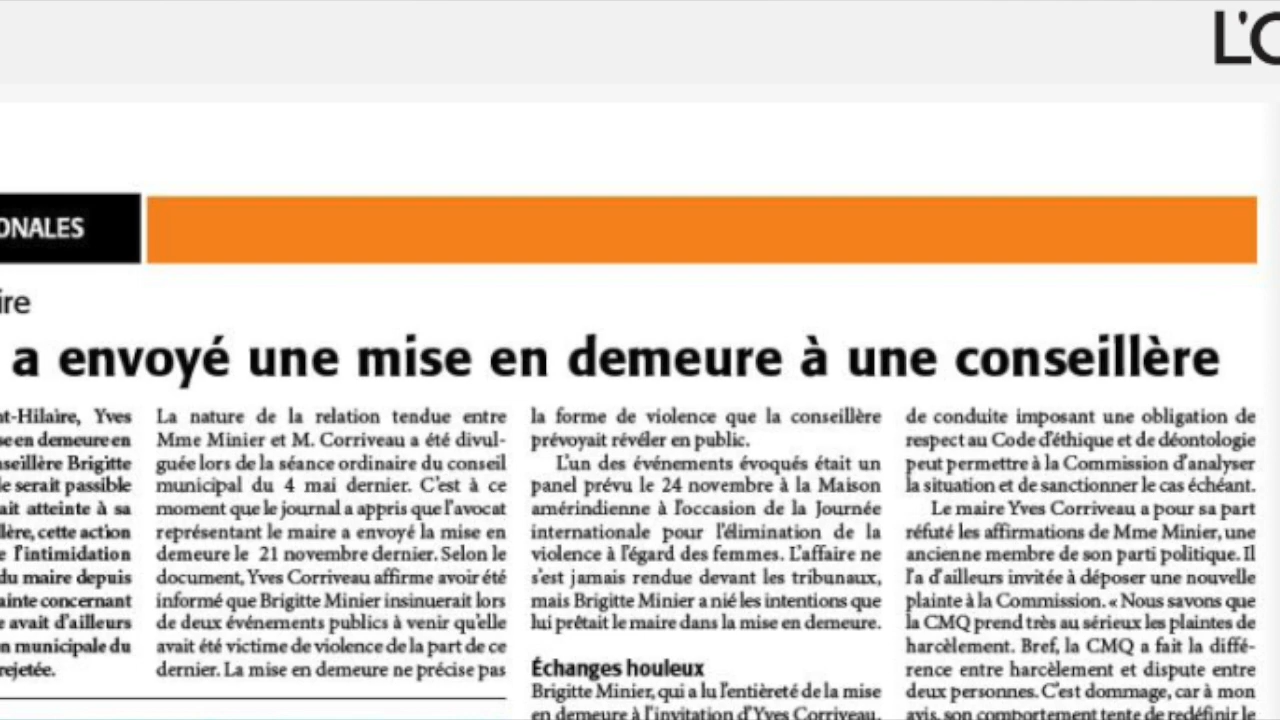 L'O
ONALES
ire
a envoyé une mise en demeure à une conseillère
nt-Hilaire, Yves
se en demeure en
nseillère Brigitte
le serait passible
ait atteinte à sa
llère, cette action
e l'intimidation
du maire depuis
ainte concernant
e avait d'ailleurs
n municipale du
rejetée.
La nature de la relation tendue entre
Mme Minier et M. Corriveau a été divul-
guée lors de la séance ordinaire du conseil
municipal du 4 mai dernier. C'est à ce
moment que le journal a appris que l'avocat
représentant le maire a envoyé la mise en
demeure le 21 novembre dernier. Selon le
document, Yves Corriveau affirme avoir été
informé que Brigitte Minier insinuerait lors
de deux événements publics à venir qu'elle
avait été victime de violence de la part de ce
dernier. La mise en demeure ne précise pas
la forme de violence que la conseillère
prévoyait révéler en public.
L'un des événements évoqués était un
panel prévu le 24 novembre à la Maison
amérindienne à l'occasion de la Journée
internationale pour l'élimination de la
violence à l'égard des femmes. L'affaire ne
s'est jamais rendue devant les tribunaux,
mais Brigitte Minier a nié les intentions que
lui prêtait le maire dans la mise en demeure.
Échanges houleux
Brigitte Minier, qui a lu l'entièreté de la mise
en demeure à l'invitation d'Yves Corriveau,
de conduite imposant une obligation de
respect au Code d'éthique et de déontologie
peut permettre à la Commission d'analyser
la situation et de sanctionner le cas échéant.
Le maire Yves Corriveau a pour sa part
réfuté les affirmations de Mme Minier, une
ancienne membre de son parti politique. Il
l'a d'ailleurs invitée à déposer une nouvelle
plainte à la Commission. « Nous savons que
la CMQ prend très au sérieux les plaintes de
harcèlement. Bref, la CMQ a fait la diffé-
rence entre harcèlement et dispute entre
deux personnes. C'est dommage, car à mon
avis, son comportement tente de redéfinir le